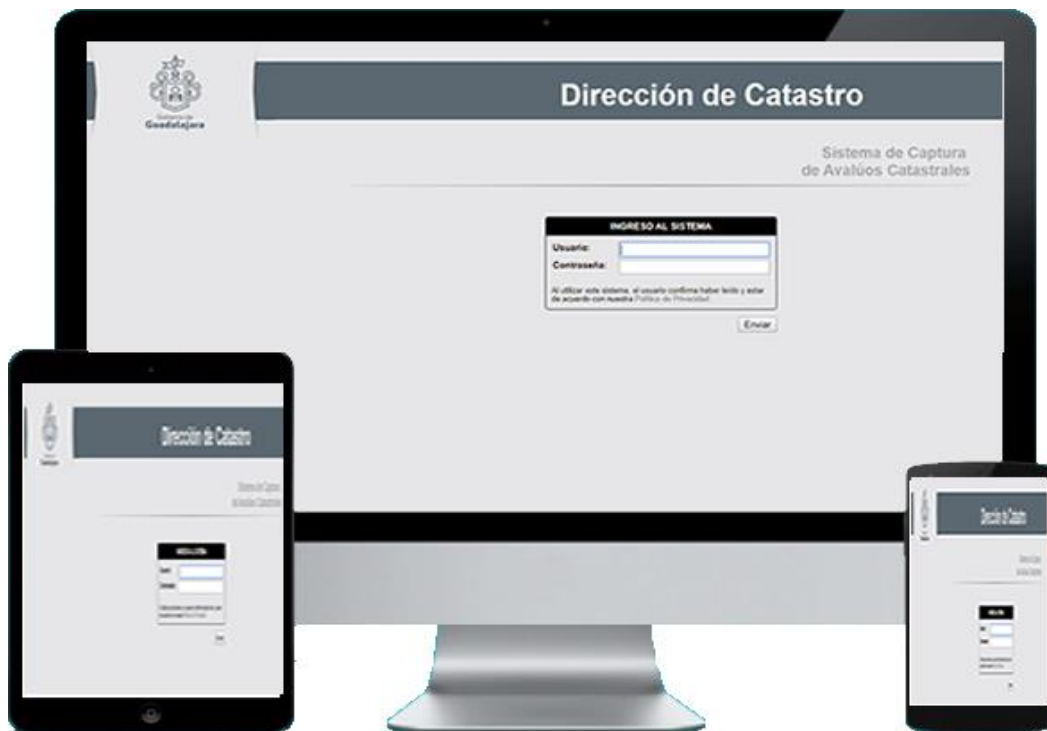 Gobierno de
Guadalajara
Dirección de Catastro
Sistema de Captura
de Avalúos Catastrales
INGRESO AL SISTEMA
Usuario:
Contraseña:
Al utilizar este sistema, el usuario confirma haber leído y estar
de acuerdo con nuestra Política de Privacidad
Enviar
Dirección de Catastro
Dirección de Catastro